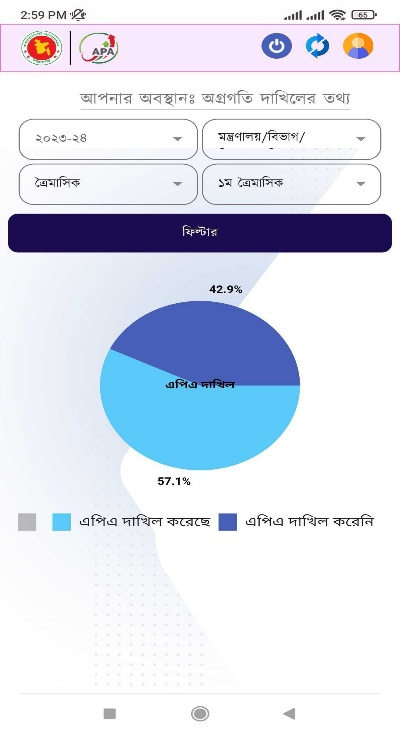 2:59 PM
65
APA
আপনার অবস্থানঃ অগ্রগতি দাখিলের তথ্য
২০২৩-২৪
মন্ত্রণালয়/বিভাগ/
ত্রৈমাসিক
১ম ত্রৈমাসিক
ফিল্টার
42.9%
এপিএ দাখিল
57.1%
এপিএ দাখিল করেছে
এপিএ দাখিল করেনি